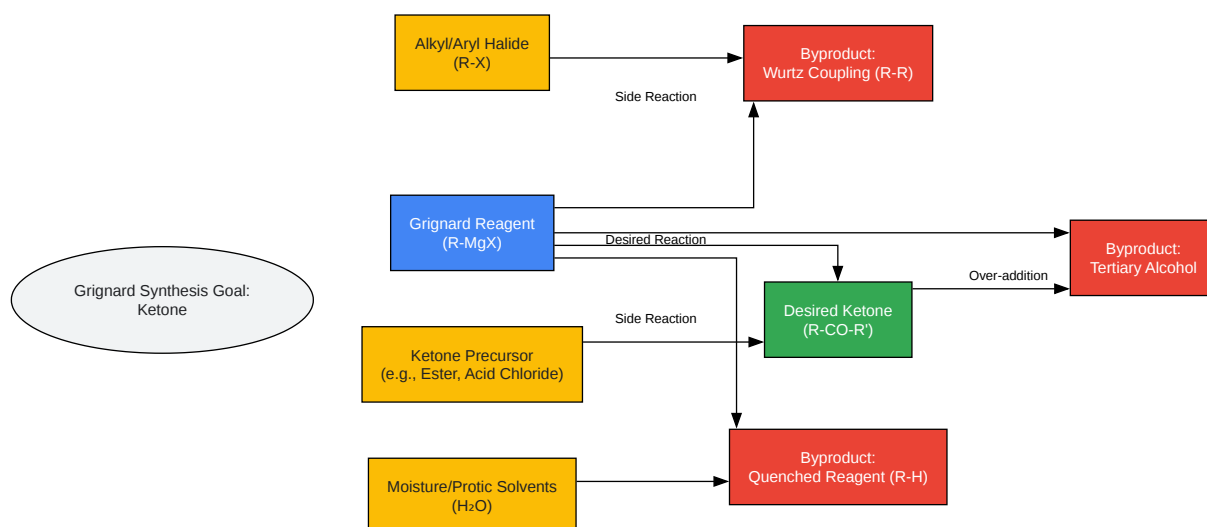 Alkyl/Aryl Halide
(R-X)
Byproduct:
Wurtz Coupling (R-R)
Side Reaction
Grignard Reagent
(R-MgX)
Desired Reaction
Byproduct:
Tertiary Alcohol
Over-addition
Grignard Synthesis Goal:
Ketone
Desired Ketone
(R-CO-R')
Side Reaction
Ketone Precursor
(e.g., Ester, Acid Chloride)
Byproduct:
Quenched Reagent (R-H)
Moisture/Protic Solvents
(H₂O)